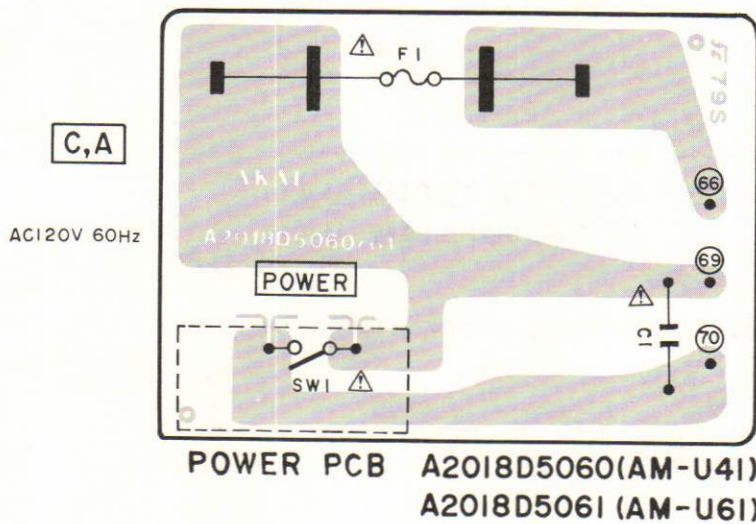 ⚠ F1
F 79S
C,A
66
AKAI
AC120V 60Hz
A2018D5060/61
69
POWER
⚠
C1
70
SW1 ⚠
POWER PCB A2018D5060(AM-U41)
A2018D5061 (AM-U61)